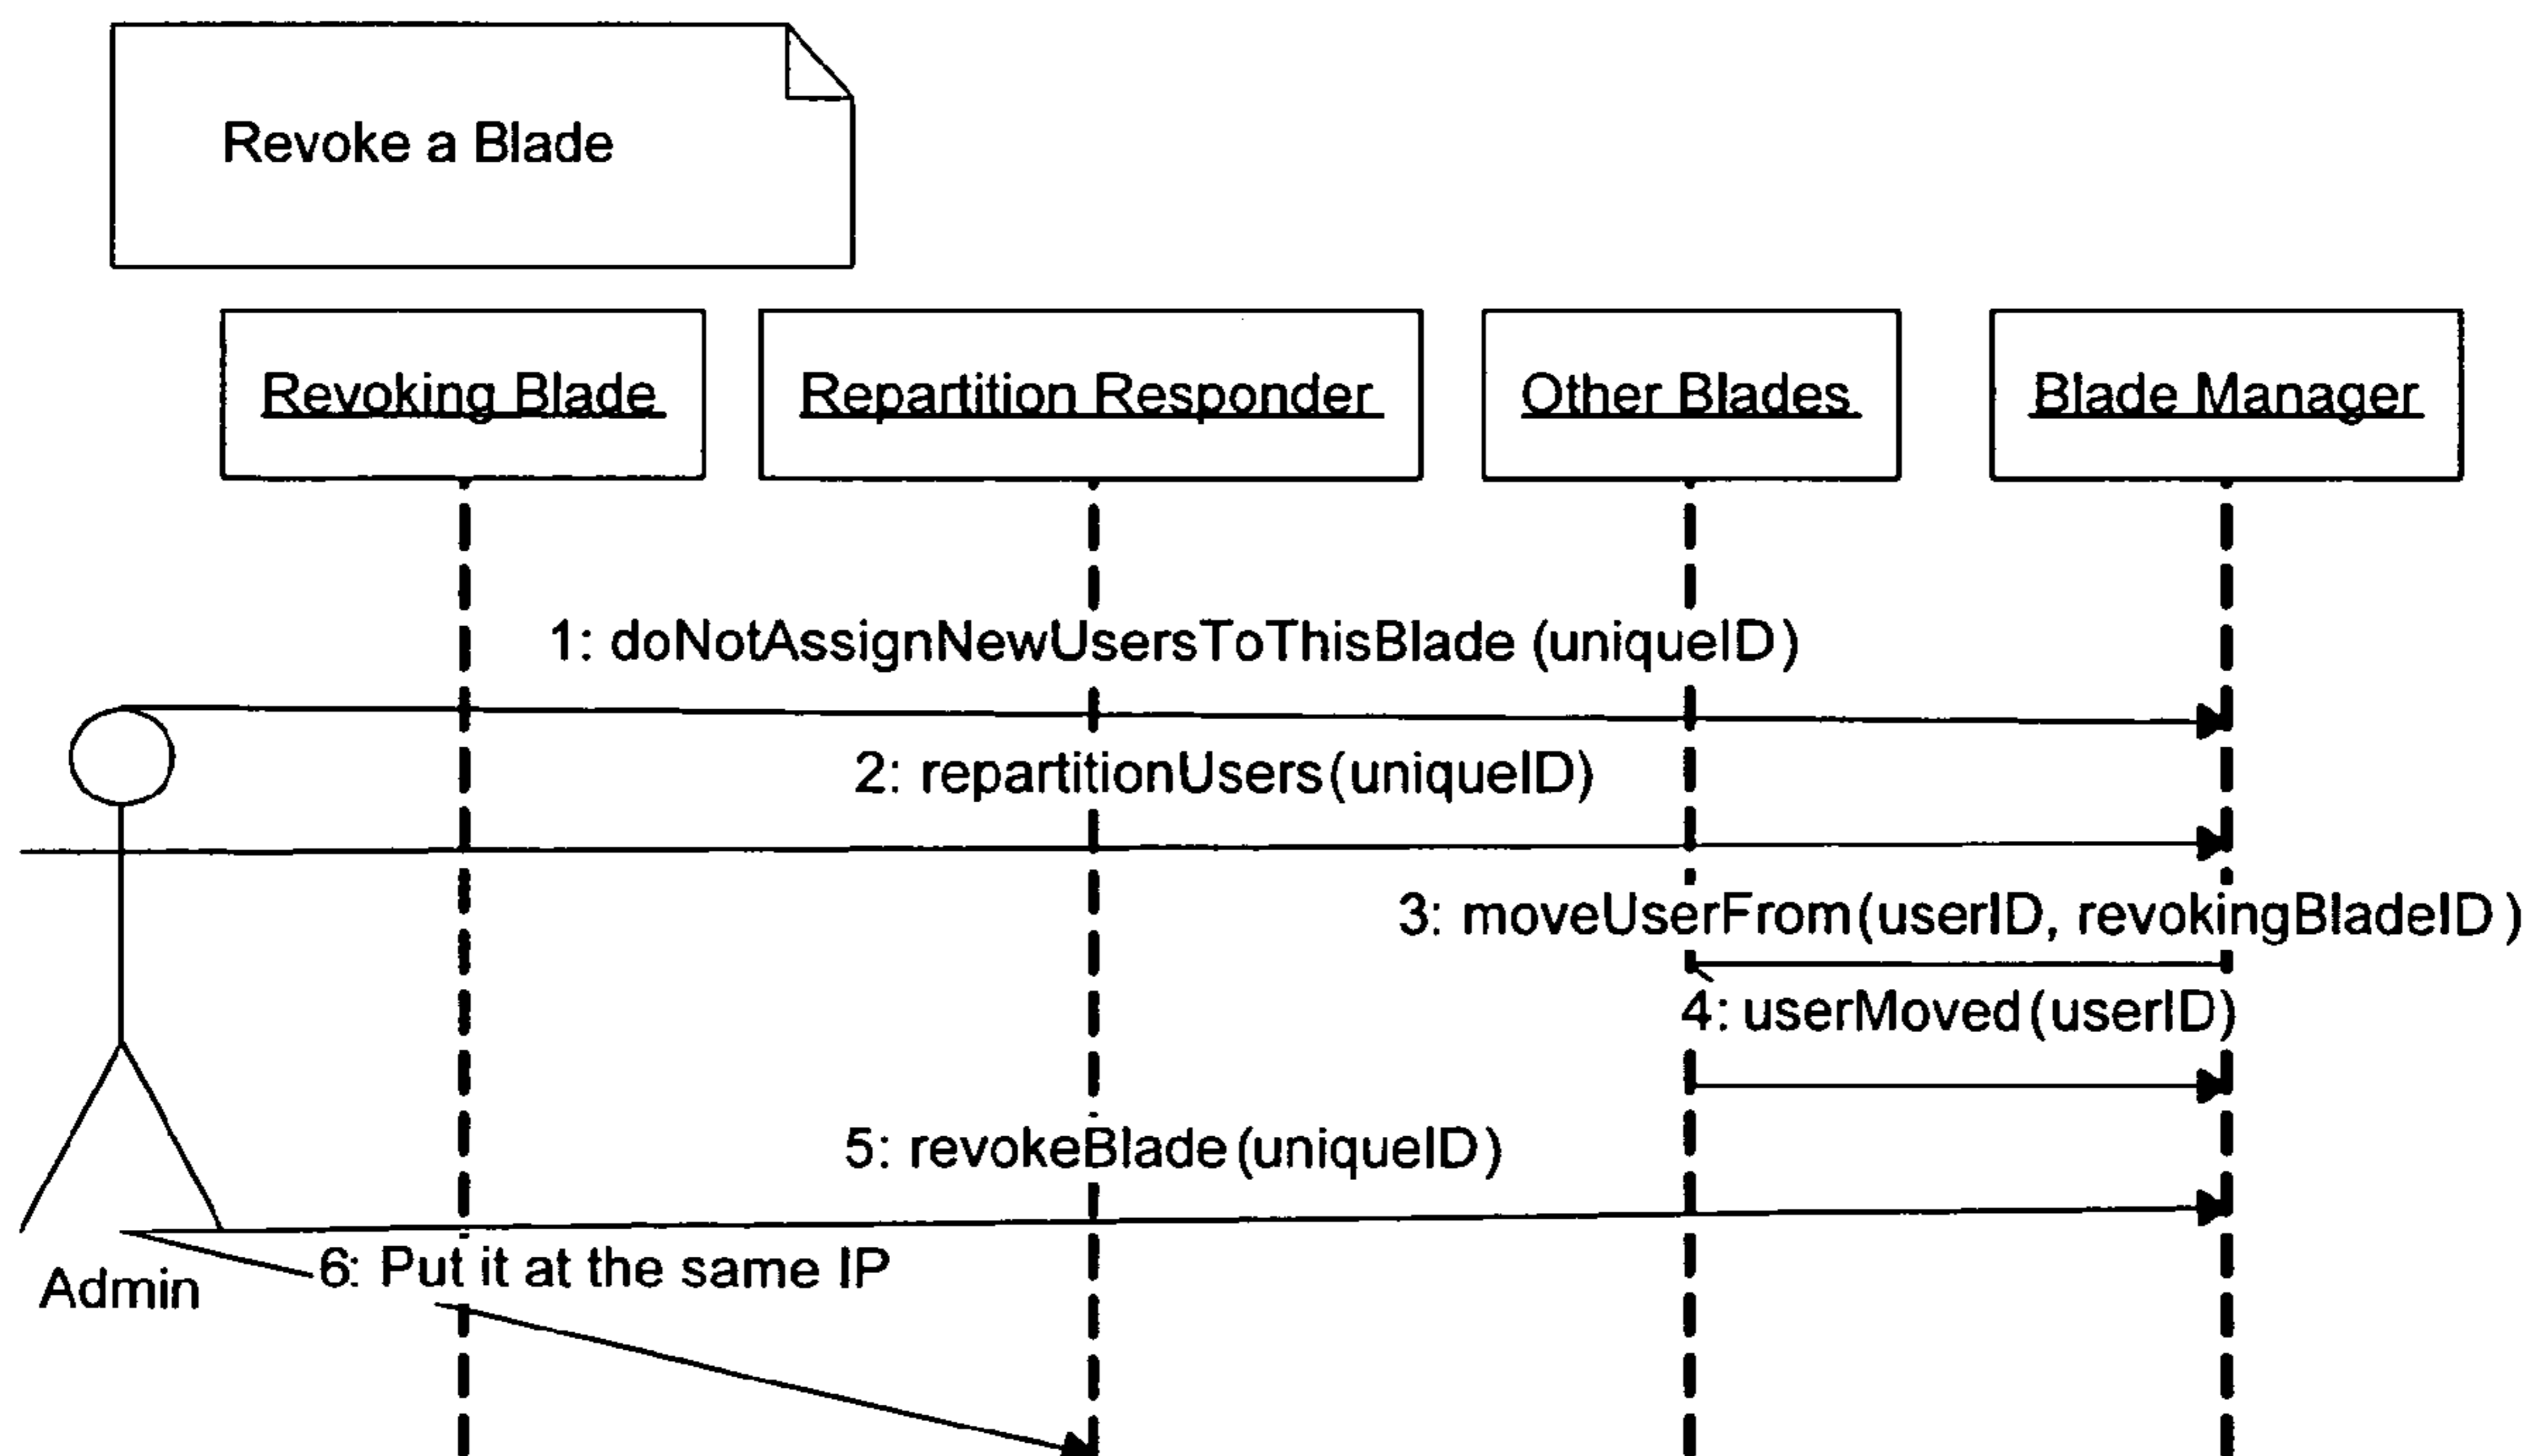 Revoke a Blade
Revoking Blade
Repartition Responder
Other Blades
Blade Manager
1: doNotAssignNewUsersToThisBlade (uniqueID)
2: repartitionUsers(uniqueID)
3: moveUserFrom(userID, revokingBladeID)
4: userMoved(userID)
5: revokeBlade(uniqueID)
6: Put it at the same IP
Admin